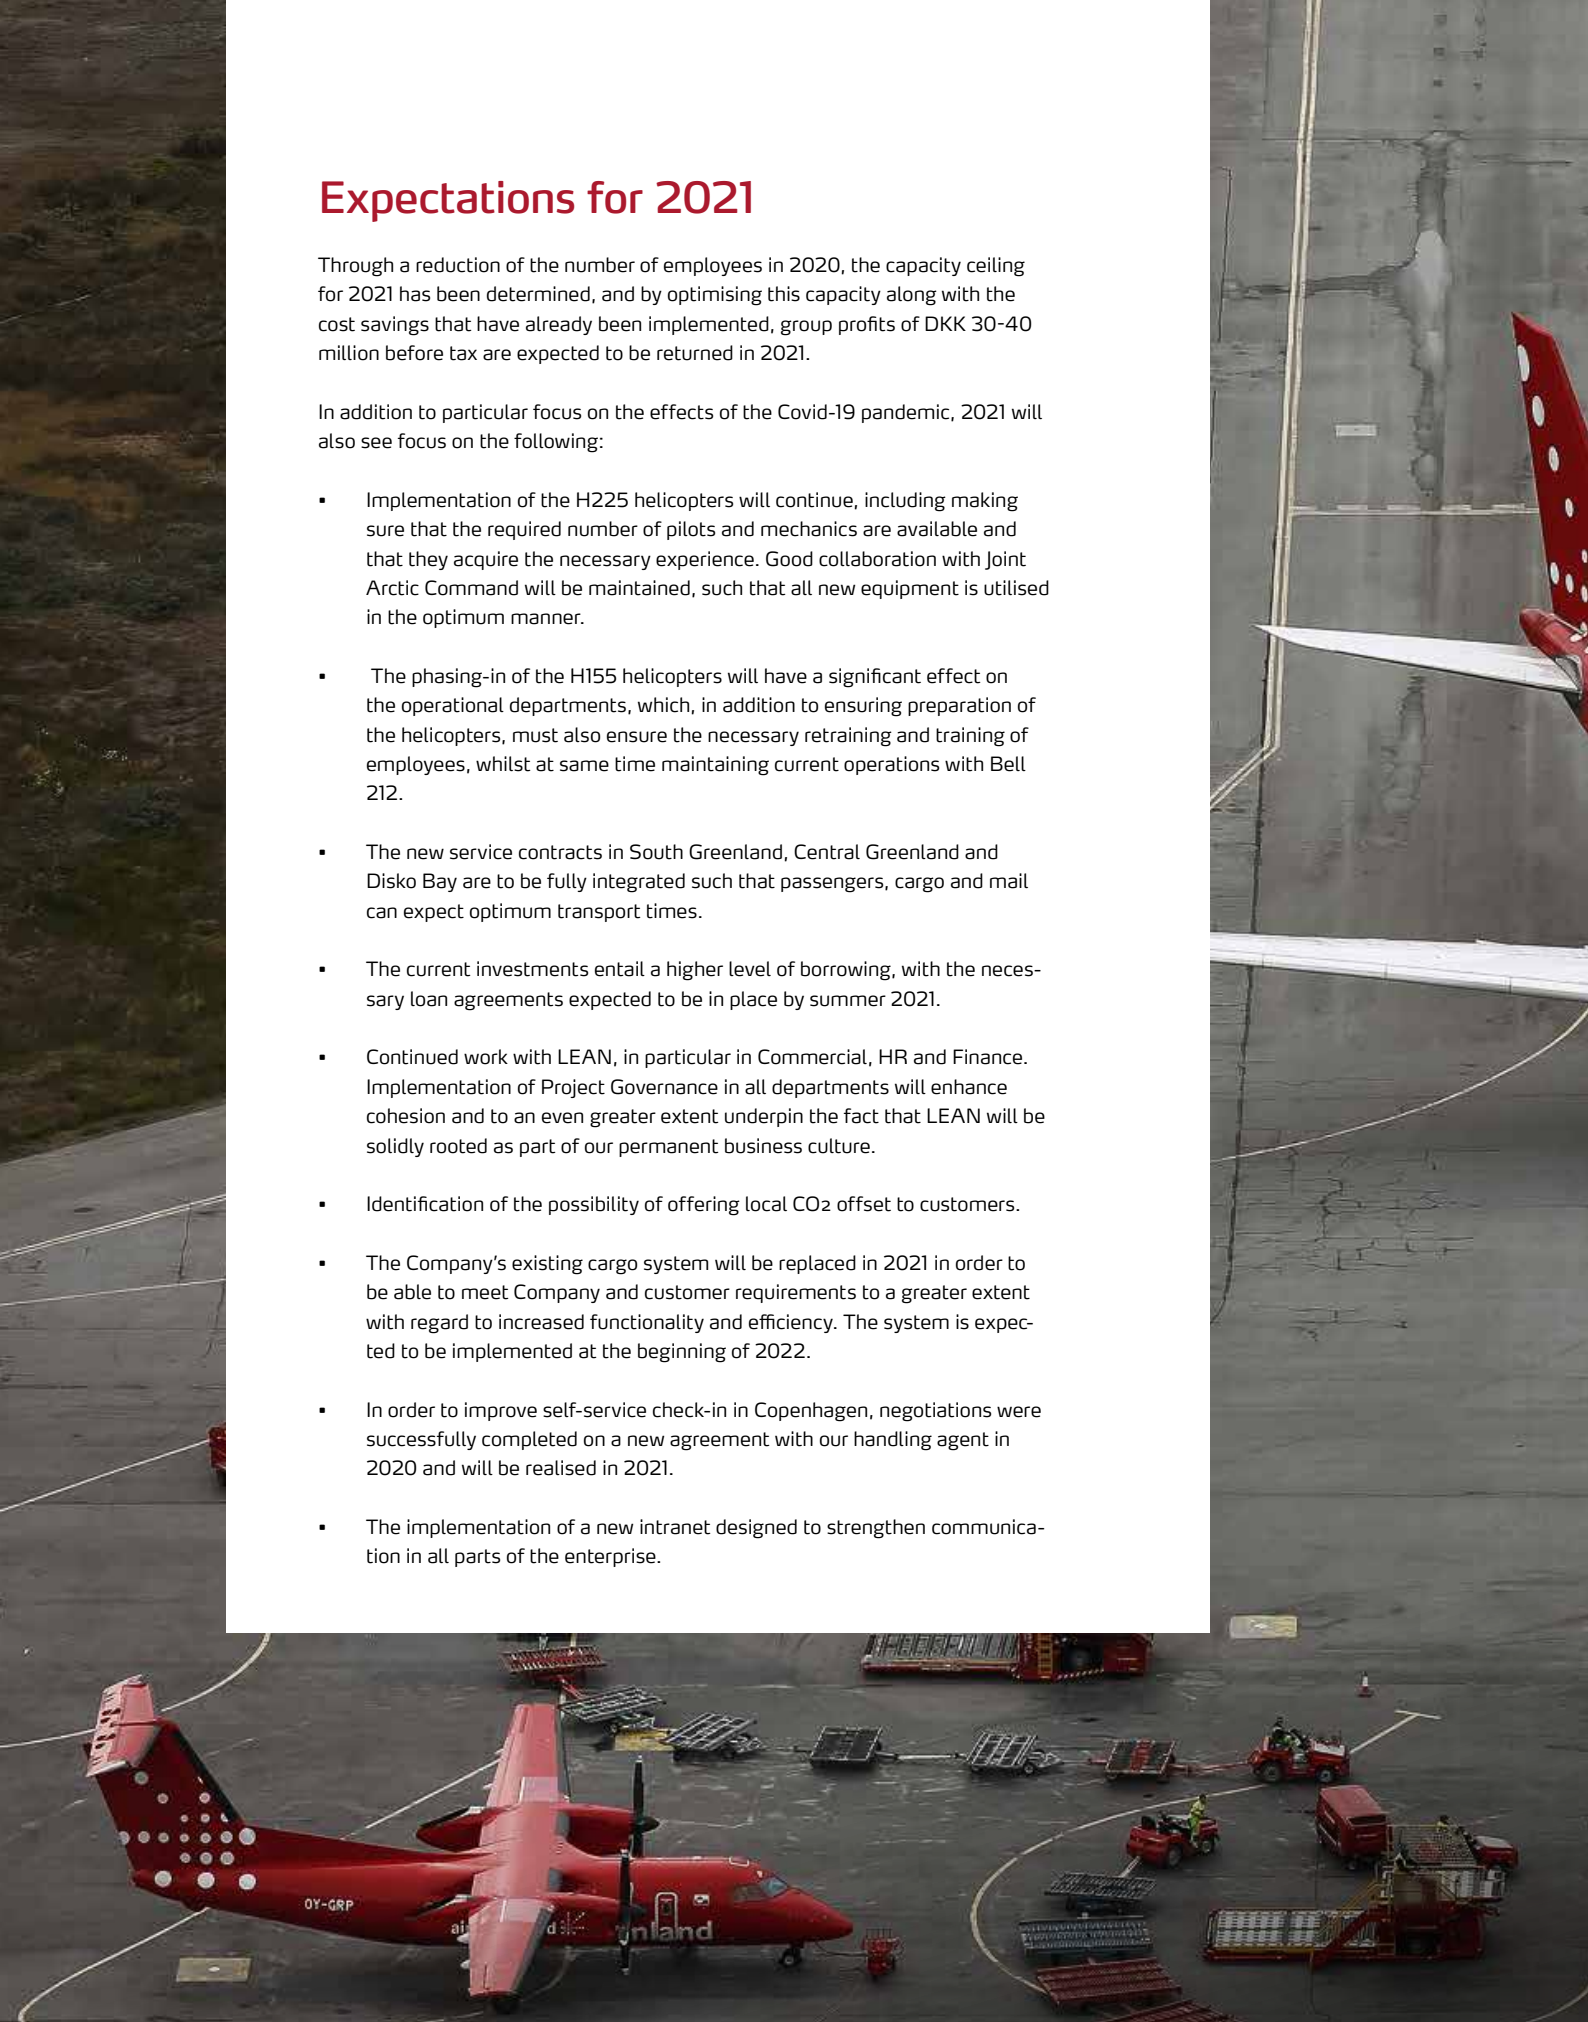 Expectations for 2021
Through a reduction of the number of employees in 2020, the capacity ceiling
for 2021 has been determined, and by optimising this capacity along with the
cost savings that have already been implemented, group profits of DKK 30-40
million before tax are expected to be returned in 2021.
In addition to particular focus on the effects of the Covid-19 pandemic, 2021 will
also see focus on the following:
▪ Implementation of the H225 helicopters will continue, including making
sure that the required number of pilots and mechanics are available and
that they acquire the necessary experience. Good collaboration with Joint
Arctic Command will be maintained, such that all new equipment is utilised
in the optimum manner.
▪ The phasing-in of the H155 helicopters will have a significant effect on
the operational departments, which, in addition to ensuring preparation of
the helicopters, must also ensure the necessary retraining and training of
employees, whilst at same time maintaining current operations with Bell
212.
▪ The new service contracts in South Greenland, Central Greenland and
Disko Bay are to be fully integrated such that passengers, cargo and mail
can expect optimum transport times.
▪ The current investments entail a higher level of borrowing, with the neces-
sary loan agreements expected to be in place by summer 2021.
▪ Continued work with LEAN, in particular in Commercial, HR and Finance.
Implementation of Project Governance in all departments will enhance
cohesion and to an even greater extent underpin the fact that LEAN will be
solidly rooted as part of our permanent business culture.
▪ Identification of the possibility of offering local CO2 offset to customers.
▪ The Company's existing cargo system will be replaced in 2021 in order to
be able to meet Company and customer requirements to a greater extent
with regard to increased functionality and efficiency. The system is expec-
ted to be implemented at the beginning of 2022.
▪ In order to improve self-service check-in in Copenhagen, negotiations were
successfully completed on a new agreement with our handling agent in
2020 and will be realised in 2021.
▪ The implementation of a new intranet designed to strengthen communica-
tion in all parts of the enterprise.
OY-GRP